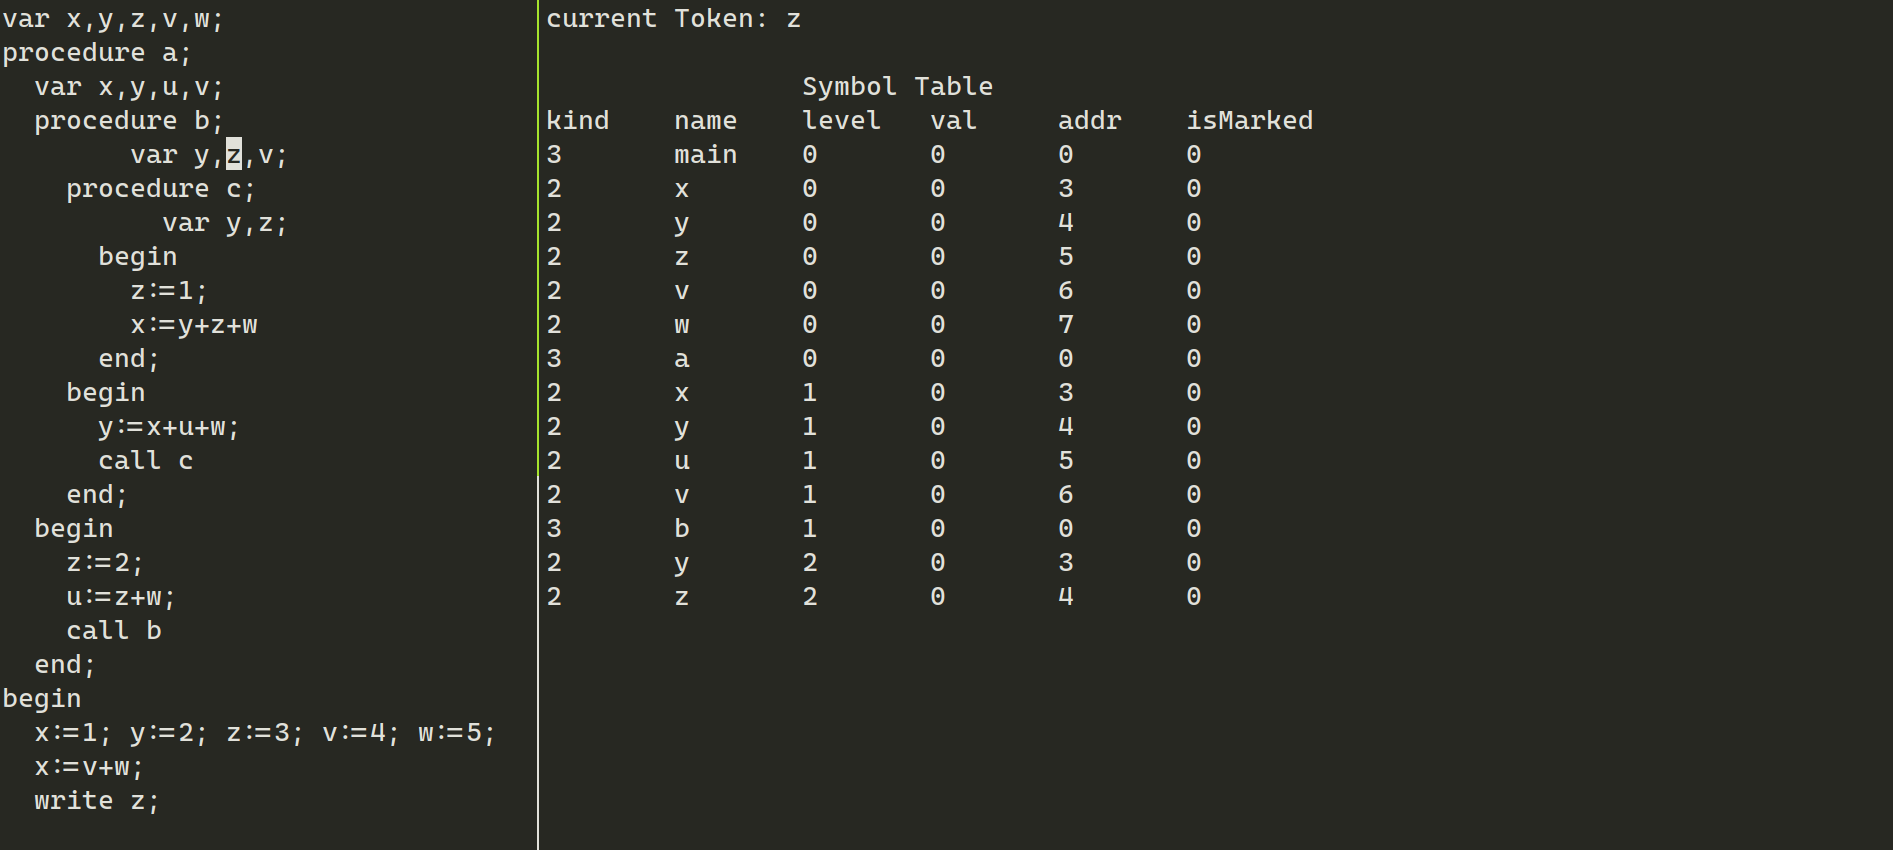 var x,y,z,v,w;
procedure a;
  var x,y,u,v;
  procedure b;
        var y,z,v;
    procedure c;
          var y,z;
      begin
        z:=1;
        x:=y+z+w
      end;
    begin
      y:=x+u+w;
      call c
    end;
  begin
    z:=2;
    u:=z+w;
    call b
  end;
begin
  x:=1; y:=2; z:=3; v:=4; w:=5;
  x:=v+w;
  write z;
current Token: z
Symbol Table
kind    name    level   val     addr    isMarked
3       main    0       0       0       0
2       x       0       0       3       0
2       y       0       0       4       0
2       z       0       0       5       0
2       v       0       0       6       0
2       w       0       0       7       0
3       a       0       0       0       0
2       x       1       0       3       0
2       y       1       0       4       0
2       u       1       0       5       0
2       v       1       0       6       0
3       b       1       0       0       0
2       y       2       0       3       0
2       z       2       0       4       0